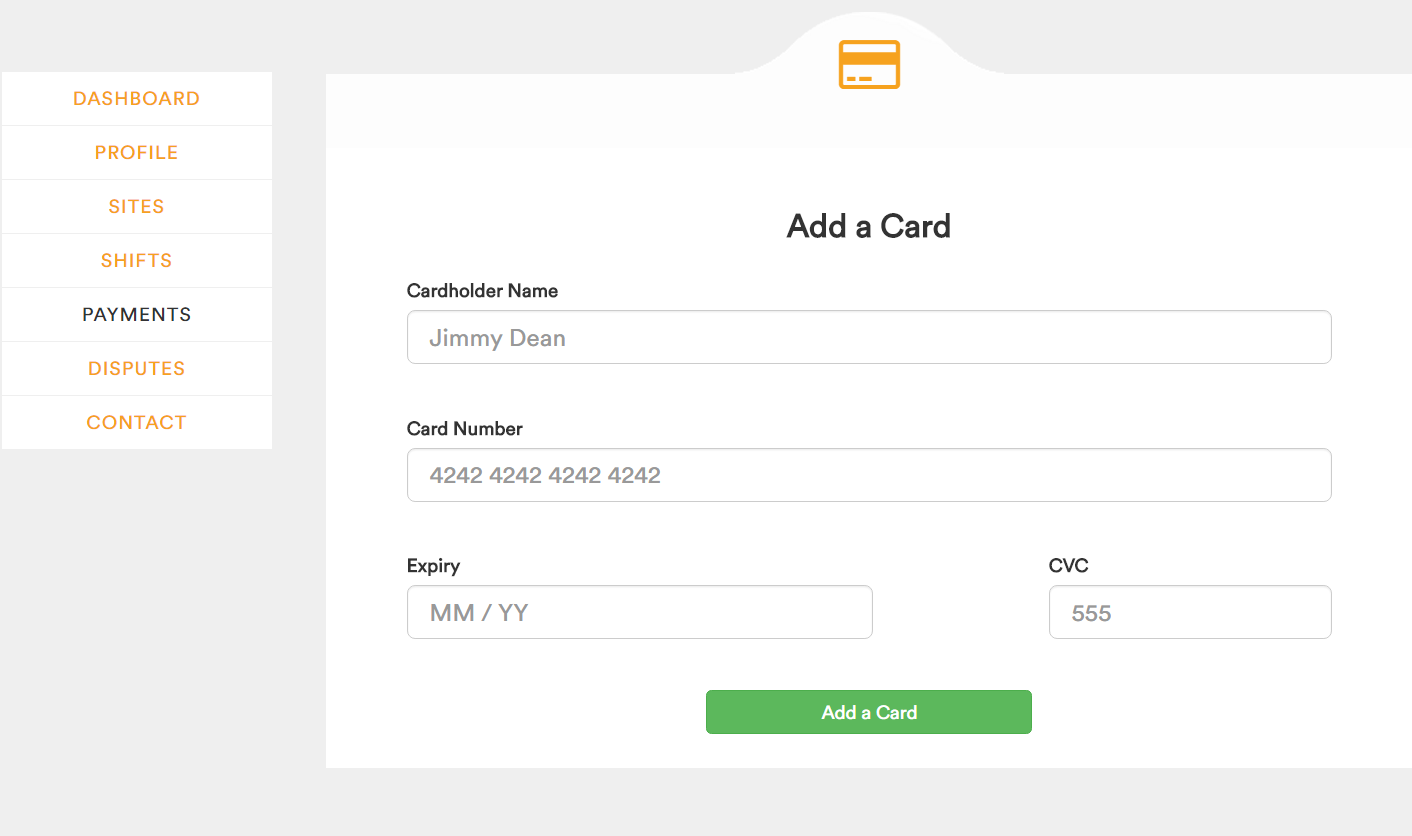 DASHBOARD
PROFILE
SITES
SHIFTS
PAYMENTS
DISPUTES
CONTACT
Add a Card
Cardholder Name
Jimmy Dean
Card Number
4242 4242 4242 4242
Expiry
CVC
MM / YY
555
Add a Card